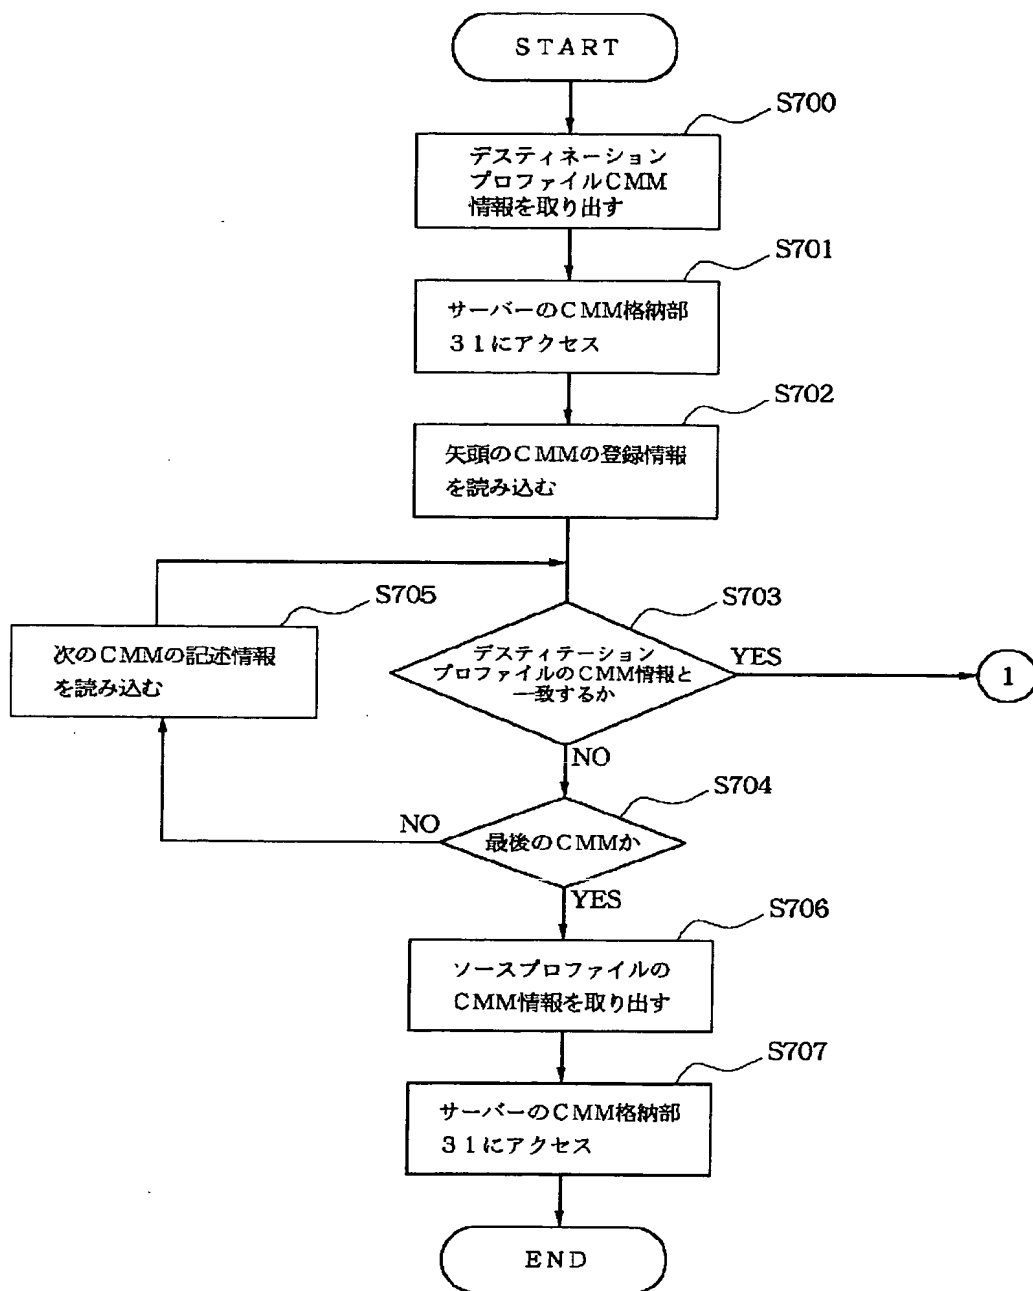 START
S700
デスティネーション
プロファイルCMM
情報を取り出す
S701
サーバーのCMM格納部
31にアクセス
S702
矢頭のCMMの登録情報
を読み込む
S705
次のCMMの記述情報
を読み込む
S703
デスティテーション
プロファイルのCMM情報と
一致するか
YES
1
NO
S704
最後のCMMか
NO
YES
S706
ソースプロファイルの
CMM情報を取り出す
S707
サーバーのCMM格納部
31にアクセス
END